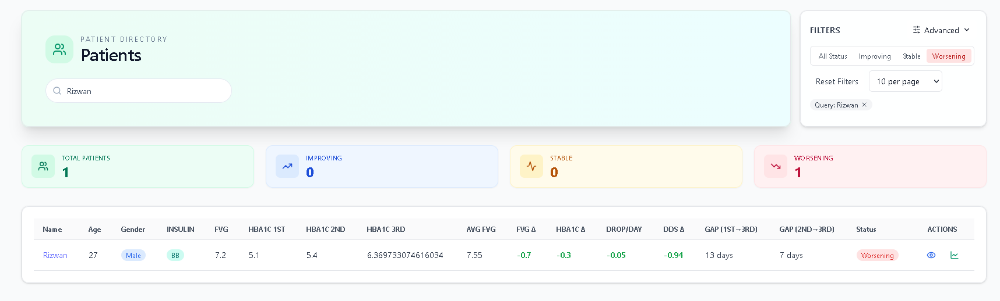 PATIENT DIRECTORY
Patients
Rizwan
FILTERS
Advanced
All Status Improving Stable Worsening
Reset Filters 10 per page
Query: Rizwan ×
TOTAL PATIENTS
1
IMPROVING
0
STABLE
0
WORSENING
1
Name Age Gender INSULIN FVG HBA1C 1ST HBA1C 2ND HBA1C 3RD AVG FVG FVG Δ HBA1C Δ DROP/DAY DDS Δ GAP (1ST→3RD) GAP (2ND→3RD) Status ACTIONS
Rizwan 27 Male BB 7.2 5.1 5.4 6.369733074616034 7.55 -0.7 -0.3 -0.05 -0.94 13 days 7 days Worsening